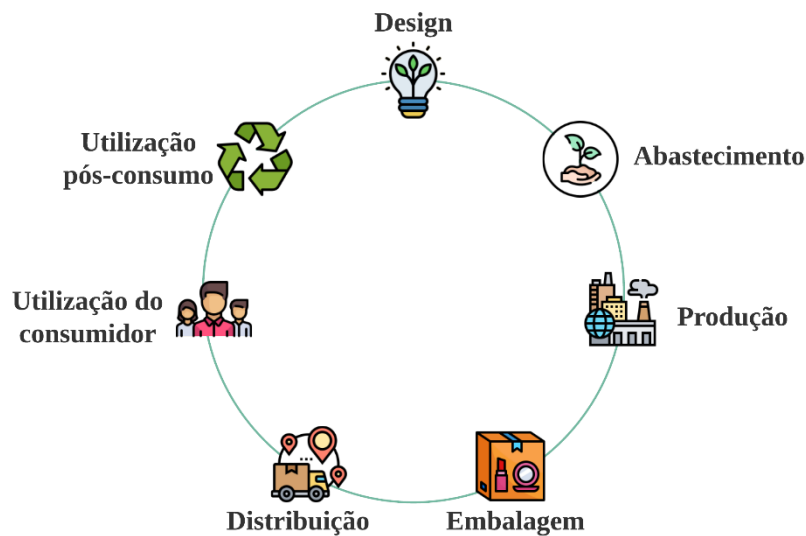 Design
Abastecimento
Produção
Embalagem
Distribuição
Utilização do
consumidor
Utilização
pós-consumo